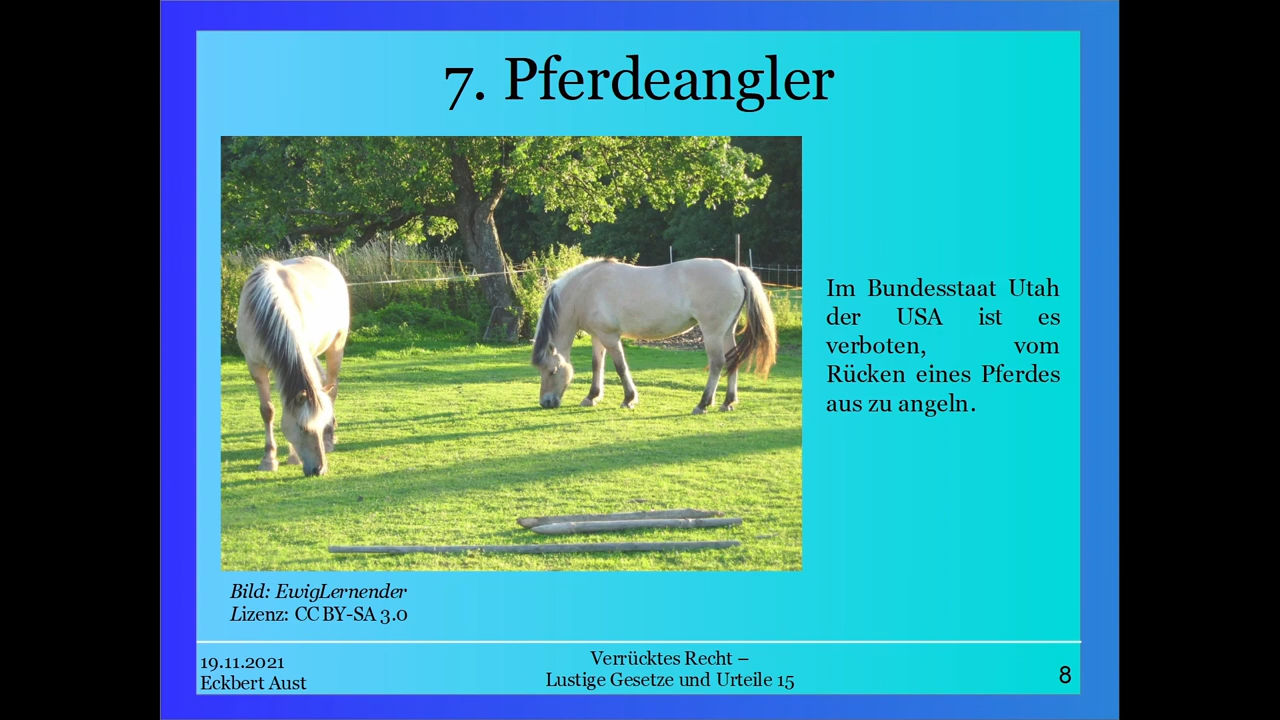 7. Pferdeangler
Im Bundesstaat Utah
der USA ist es
verboten, vom
Rücken eines Pferdes
aus zu angeln.
Bild: EwigLernender
Lizenz: CC BY-SA 3.0
19.11.2021
Eckbert Aust
Verrücktes Recht –
Lustige Gesetze und Urteile 15
8